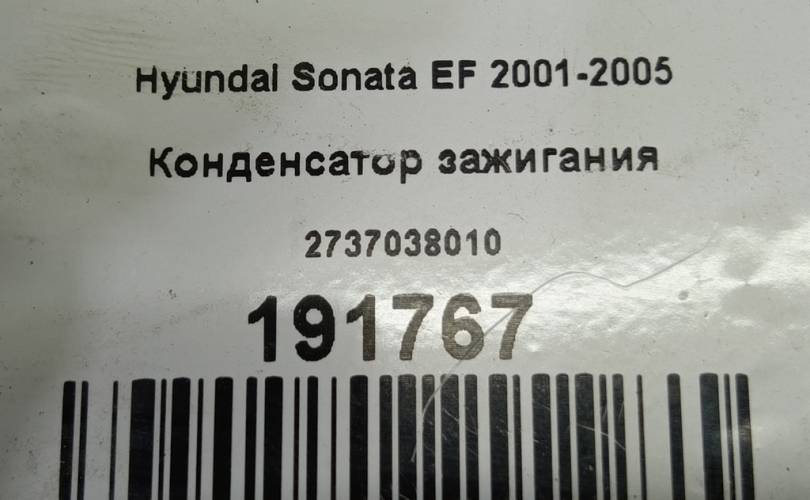 Hyundai Sonata EF 2001-2005
Конденсатор зажигания
2737038010
191767